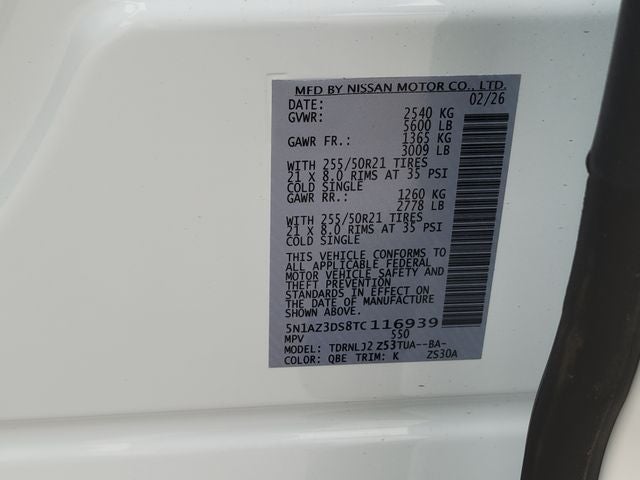 MFD BY NISSAN MOTOR CO., LTD.
DATE: 02/26
GVWR: 2540 KG
5600 LB
GAWR FR.: 1365 KG
3009 LB
WITH 255/50R21 TIRES
21 X 8.0 RIMS AT 35 PSI
COLD SINGLE
GAWR RR.: 1260 KG
2778 LB
WITH 255/50R21 TIRES
21 X 8.0 RIMS AT 35 PSI
COLD SINGLE
THIS VEHICLE CONFORMS TO
ALL APPLICABLE FEDERAL
MOTOR VEHICLE SAFETY AND
THEFT PREVENTION
STANDARDS IN EFFECT ON
THE DATE OF MANUFACTURE
SHOWN ABOVE.
5N1AZ3DS8TC116939
MPV 550
MODEL: TDRNLJ2 Z53TUA--BA-
COLOR: QBE TRIM: K ZS30A